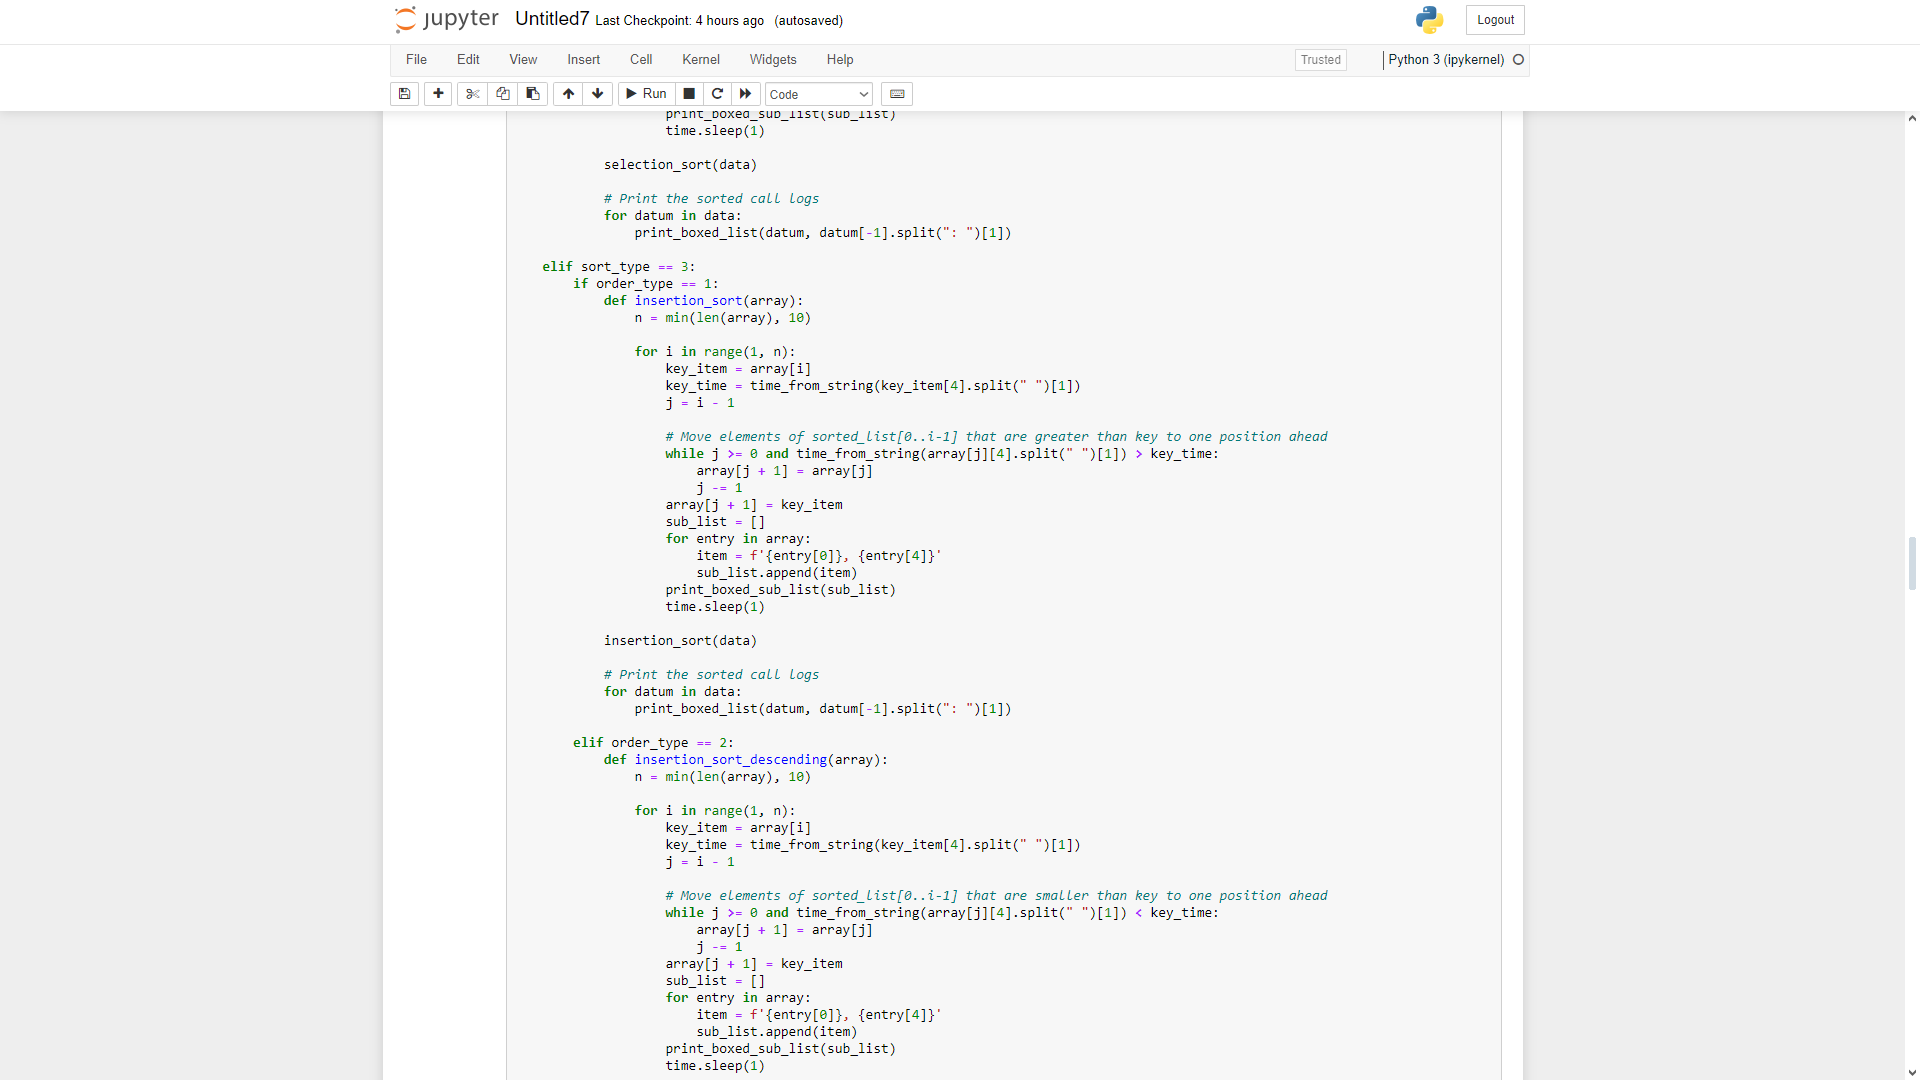 jupyter Untitled7 Last Checkpoint: 4 hours ago (autosaved) Logout
File Edit View Insert Cell Kernel Widgets Help Trusted Python 3 (ipykernel)
Run Code
print_boxed_sub_list(sub_list)
time.sleep(1)
selection_sort(data)
# Print the sorted call logs
for datum in data:
print_boxed_list(datum, datum[-1].split(": ")[1])
elif sort_type == 3:
if order_type == 1:
def insertion_sort(array):
n = min(len(array), 10)
for i in range(1, n):
key_item = array[i]
key_time = time_from_string(key_item[4].split(" ")[1])
j = i - 1
# Move elements of sorted_list[0..i-1] that are greater than key to one position ahead
while j >= 0 and time_from_string(array[j][4].split(" ")[1]) > key_time:
array[j + 1] = array[j]
j -= 1
array[j + 1] = key_item
sub_list = []
for entry in array:
item = f'{entry[0]}, {entry[4]}'
sub_list.append(item)
print_boxed_sub_list(sub_list)
time.sleep(1)
insertion_sort(data)
# Print the sorted call logs
for datum in data:
print_boxed_list(datum, datum[-1].split(": ")[1])
elif order_type == 2:
def insertion_sort_descending(array):
n = min(len(array), 10)
for i in range(1, n):
key_item = array[i]
key_time = time_from_string(key_item[4].split(" ")[1])
j = i - 1
# Move elements of sorted_list[0..i-1] that are smaller than key to one position ahead
while j >= 0 and time_from_string(array[j][4].split(" ")[1]) < key_time:
array[j + 1] = array[j]
j -= 1
array[j + 1] = key_item
sub_list = []
for entry in array:
item = f'{entry[0]}, {entry[4]}'
sub_list.append(item)
print_boxed_sub_list(sub_list)
time.sleep(1)